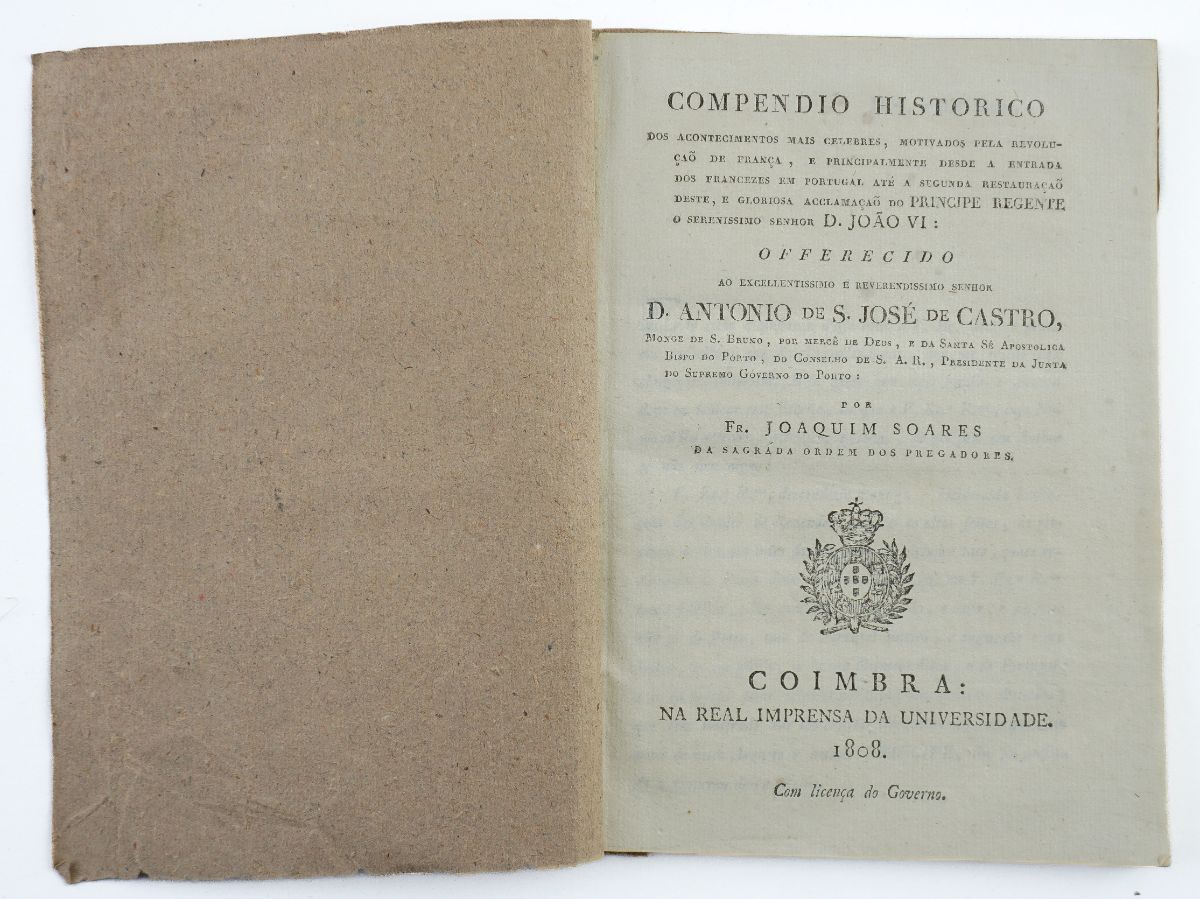 COMPENDIO HISTORICO
DOS ACONTECIMENTOS MAIS CELEBRES, MOTIVADOS PELA REVOLU-
ÇAÕ DE FRANÇA, E PRINCIPALMENTE DESDE A ENTRADA
DOS FRANCEZES EM PORTUGAL ATÉ A SEGUNDA RESTAURAÇAÕ
DESTE, E GLORIOSA ACCLAMAÇAÕ DO PRINCIPE REGENTE
O SERENISSIMO SENHOR D. JOÃO VI:
OFFERECIDO
AO EXCELLENTISSIMO E REVERENDISSIMO SENHOR
D. ANTONIO DE S. JOSÉ DE CASTRO,
MONGE DE S. BRUNO, POR MERCÊ DE DEUS, E DA SANTA SÉ APOSTOLICA
BISPO DO PORTO, DO CONSELHO DE S. A. R., PRESIDENTE DA JUNTA
DO SUPREMO GOVERNO DO PORTO:
POR
FR. JOAQUIM SOARES
DA SAGRADA ORDEM DOS PREGADORES.
COIMBRA:
NA REAL IMPRENSA DA UNIVERSIDADE.
1808.
Com licença do Governo.